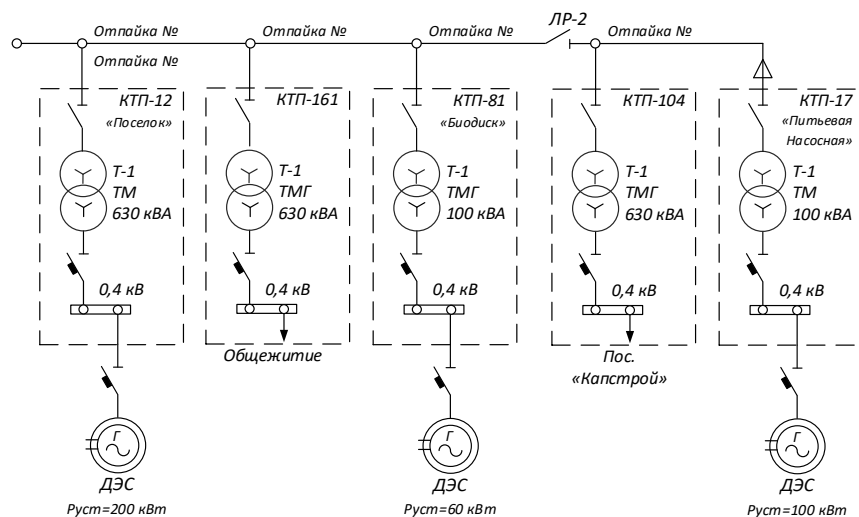 ЛР-2
Отпайка № Отпайка № Отпайка № Отпайка №
Отпайка №
КТП-12
«Поселок»
Т-1
ТМ
630 кВА
0,4 кВ
ДЭС
Руст=200 кВт
КТП-161
Т-1
ТМГ
630 кВА
0,4 кВ
Общежитие
КТП-81
«Биодиск»
Т-1
ТМГ
100 кВА
0,4 кВ
ДЭС
Руст=60 кВт
КТП-104
Т-1
ТМГ
630 кВА
0,4 кВ
Пос.
«Капстрой»
КТП-17
«Питьевая
Насосная»
Т-1
ТМ
100 кВА
0,4 кВ
ДЭС
Руст=100 кВт
Г
Г
Г